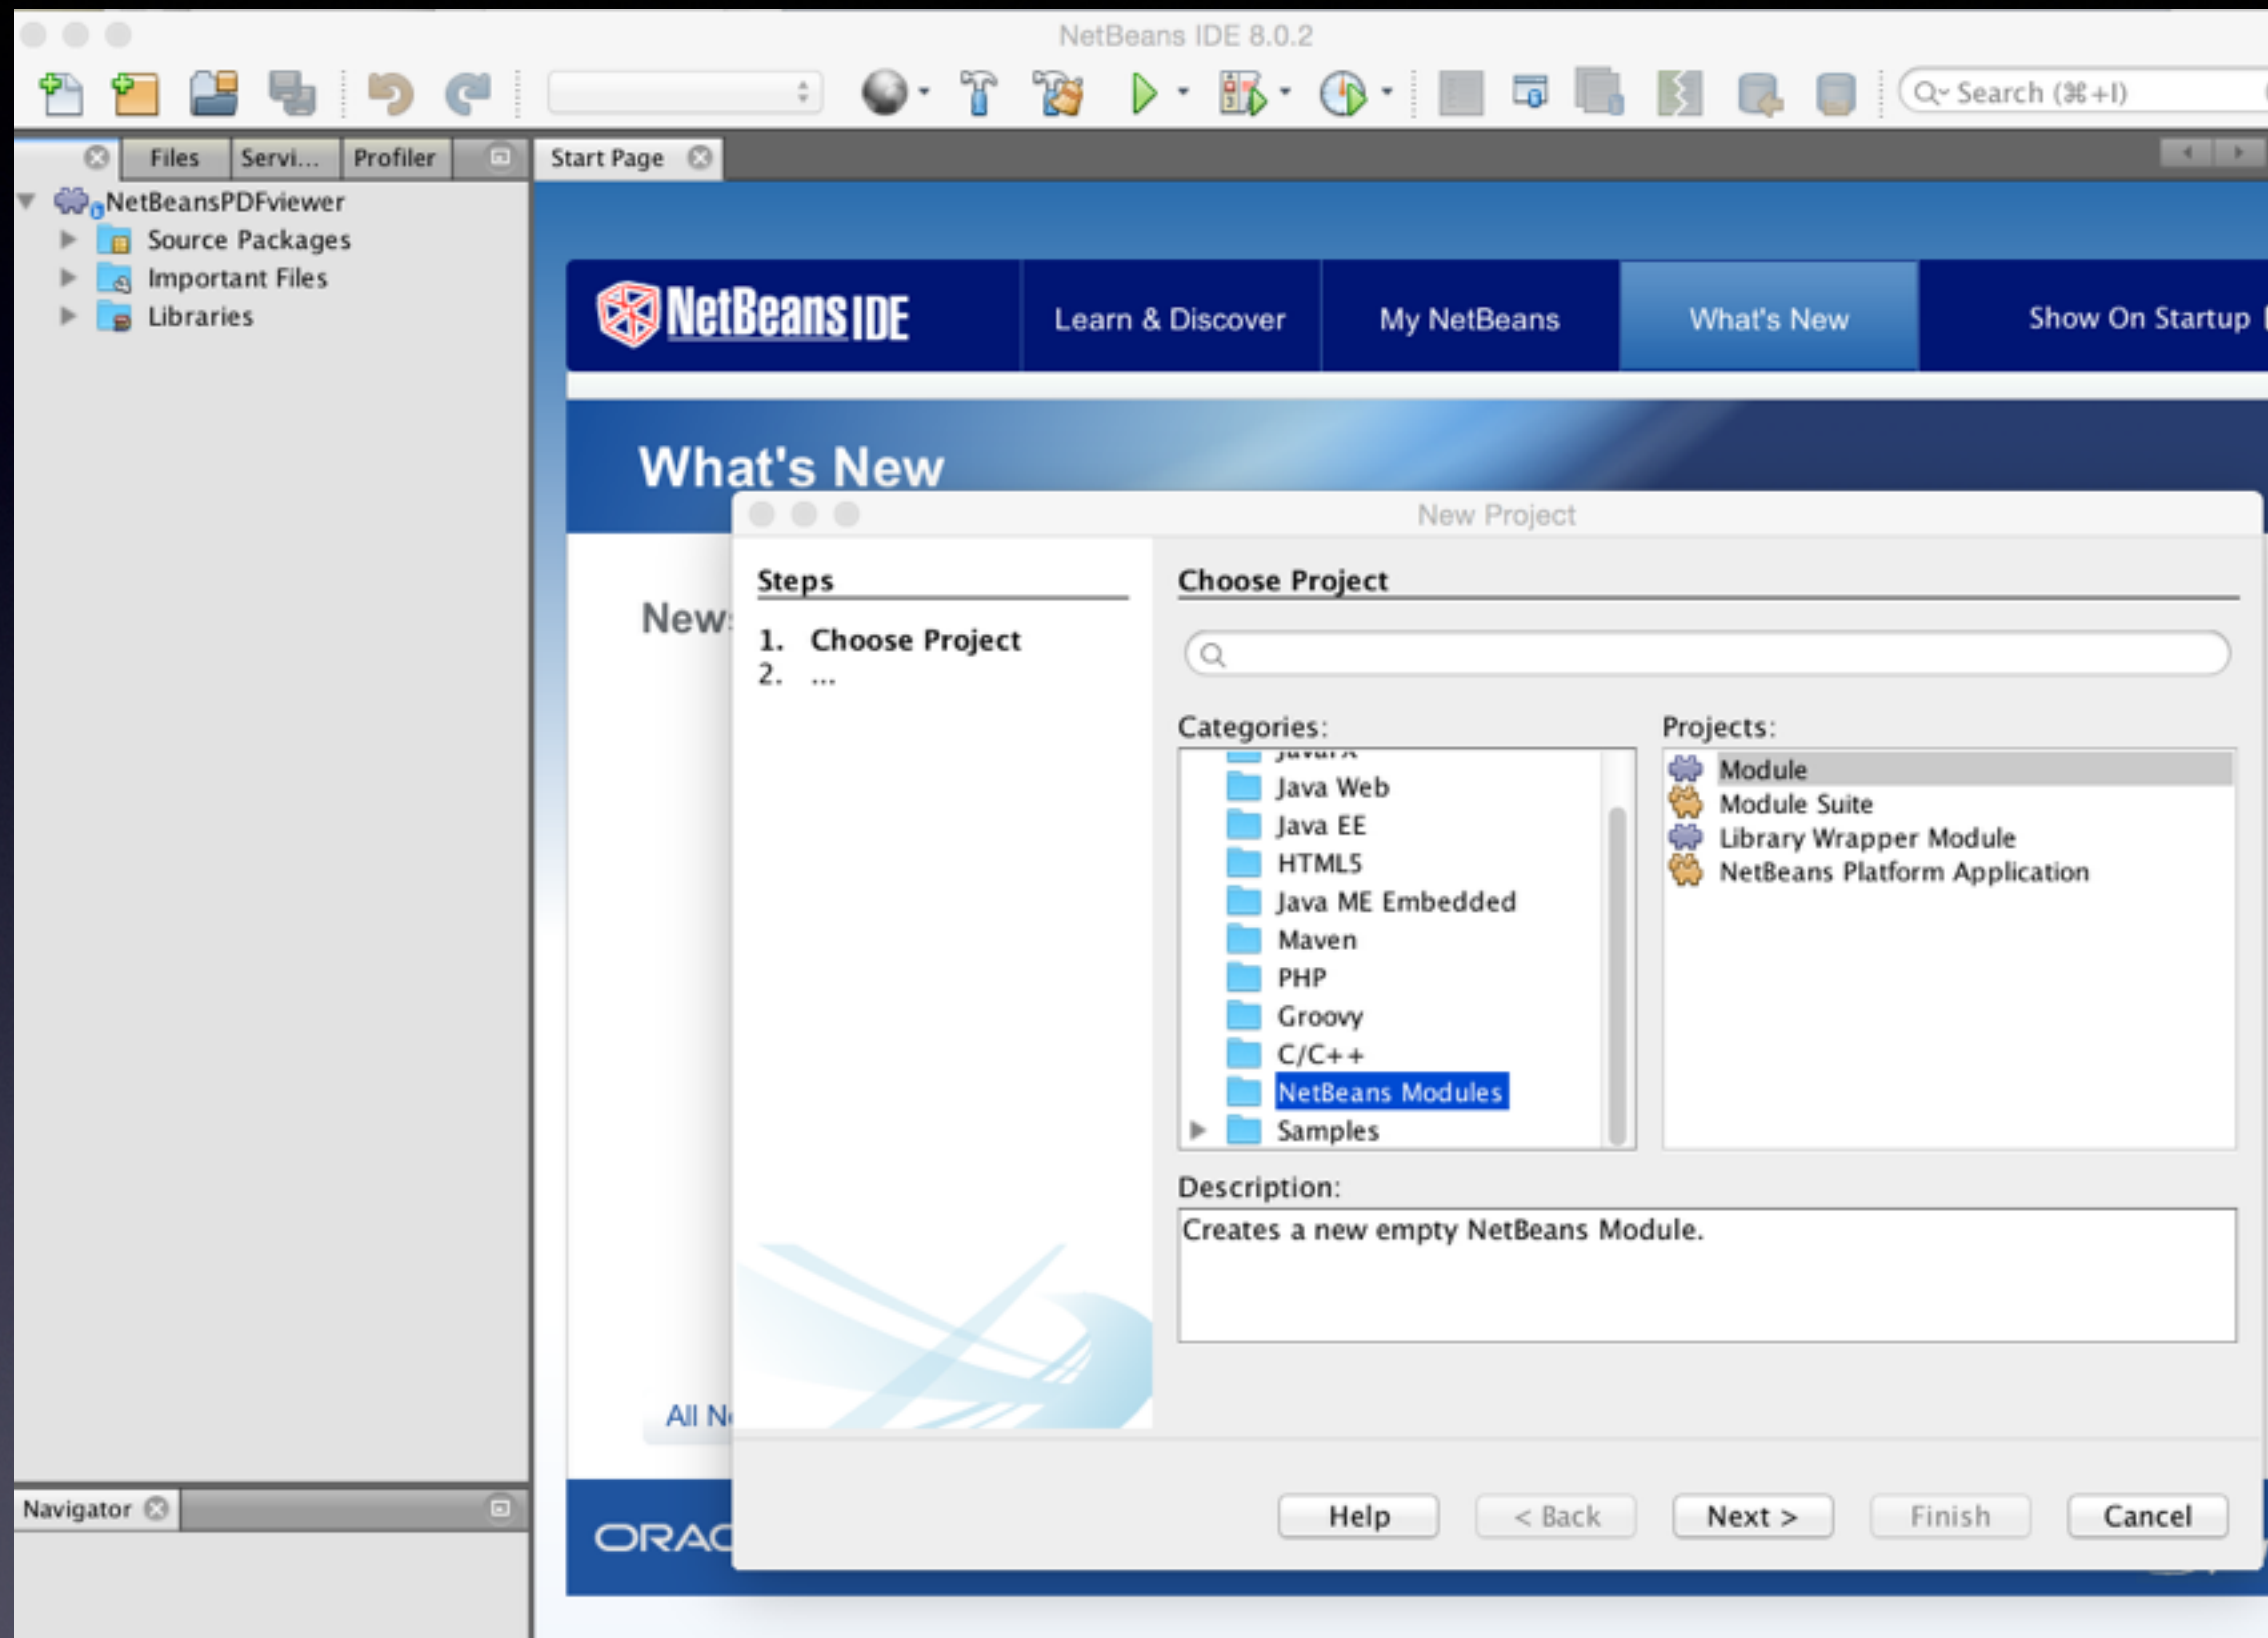 NetBeans IDE 8.0.2
Search (⌘+I)
Files Servi... Profiler
Start Page
NetBeansPDFviewer
Source Packages
Important Files
Libraries
NetBeans IDE
Learn & Discover
My NetBeans
What's New
Show On Startup
What's New
New Project
Steps
1. Choose Project
2. ...
Choose Project
Categories:
JavaFX
Java Web
Java EE
HTML5
Java ME Embedded
Maven
PHP
Groovy
C/C++
NetBeans Modules
Samples
Projects:
Module
Module Suite
Library Wrapper Module
NetBeans Platform Application
Description:
Creates a new empty NetBeans Module.
All
Navigator
Help
< Back
Next >
Finish
Cancel